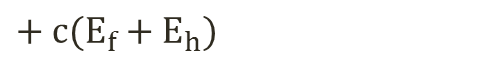 + c(E_f + E_h)